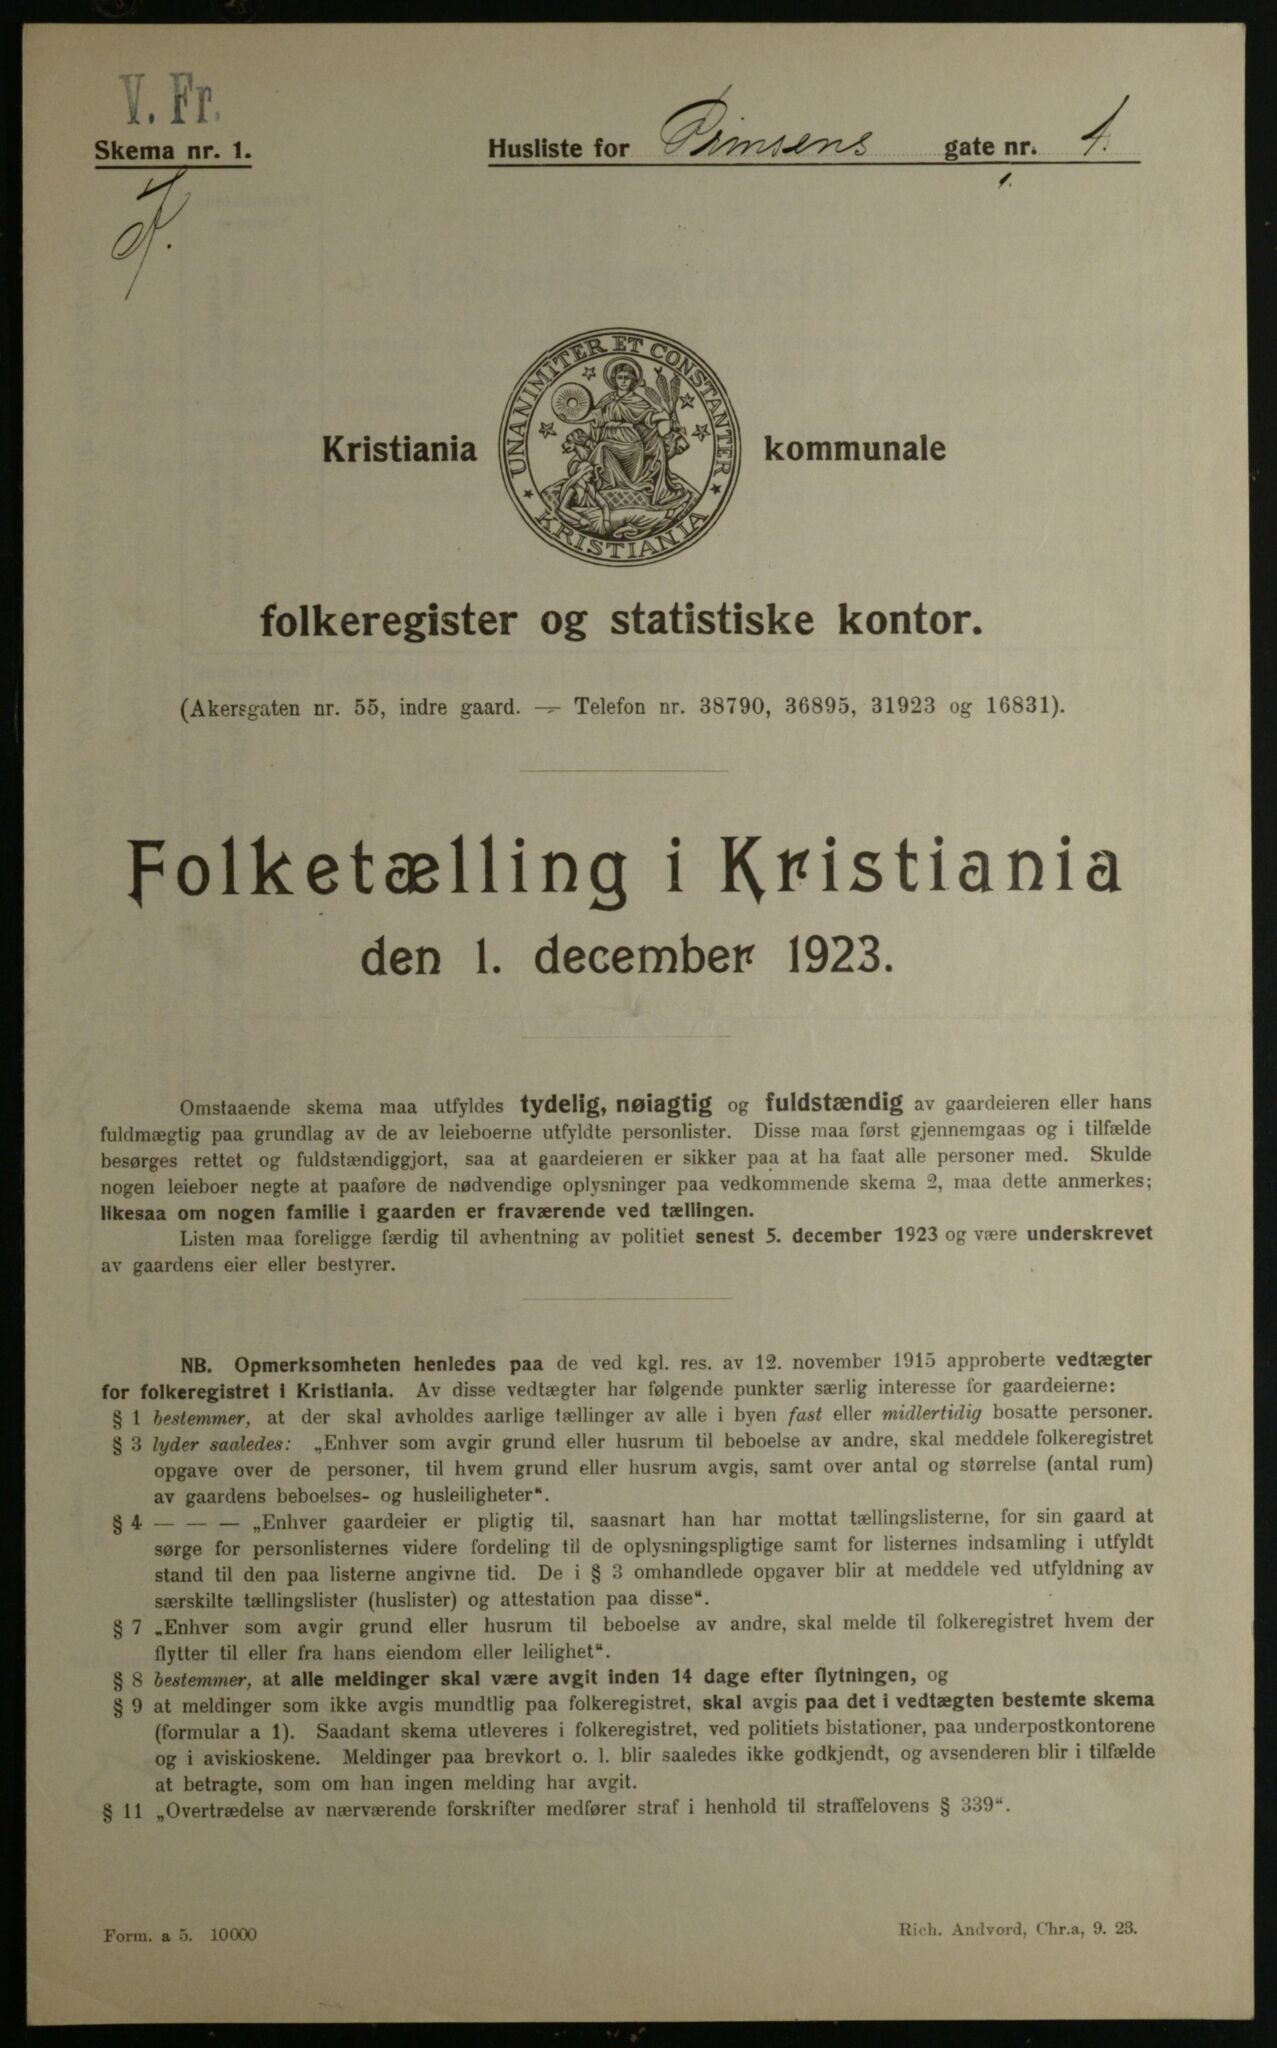 V. Fr.
Skema nr. 1.
Husliste for Pimsens gate nr. 1.
F.
UNANIMITER ET CONSTANTER
KRISTIANIA
Kristiania kommunale
folkeregister og statistiske kontor.
(Akersgaten nr. 55, indre gaard. — Telefon nr. 38790, 36895, 31923 og 16831).
Folketælling i Kristiania
den 1. december 1923.
Omstaaende skema maa utfyldes tydelig, nøiagtig og fuldstændig av gaardeieren eller hans
fuldmægtig paa grundlag av de av leieboerne utfyldte personlister. Disse maa først gjennemgaas og i tilfælde
besørges rettet og fuldstændiggjort, saa at gaardeieren er sikker paa at ha faat alle personer med. Skulde
nogen leieboer negte at paaføre de nødvendige oplysninger paa vedkommende skema 2, maa dette anmerkes;
likesaa om nogen familie i gaarden er fraværende ved tællingen.
Listen maa foreligge færdig til avhentning av politiet senest 5. december 1923 og være underskrevet
av gaardens eier eller bestyrer.
NB. Opmerksomheten henledes paa de ved kgl. res. av 12. november 1915 approberte vedtægter
for folkeregistret i Kristiania. Av disse vedtægter har følgende punkter særlig interesse for gaardeierne:
§ 1 bestemmer, at der skal avholdes aarlige tællinger av alle i byen fast eller midlertidig bosatte personer.
§ 3 lyder saaledes: „Enhver som avgir grund eller husrum til beboelse av andre, skal meddele folkeregistret
opgave over de personer, til hvem grund eller husrum avgis, samt over antal og størrelse (antal rum)
av gaardens beboelses- og husleiligheter“.
§ 4 — — — „Enhver gaardeier er pligtig til, saasnart han har mottat tællingslisterne, for sin gaard at
sørge for personlisternes videre fordeling til de oplysningspligtige samt for listernes indsamling i utfyldt
stand til den paa listerne angivne tid. De i § 3 omhandlede opgaver blir at meddele ved utfyldning av
særskilte tællingslister (huslister) og attestation paa disse“.
§ 7 „Enhver som avgir grund eller husrum til beboelse av andre, skal melde til folkeregistret hvem der
flytter til eller fra hans eiendom eller leilighet“.
§ 8 bestemmer, at alle meldinger skal være avgit inden 14 dage efter flytningen, og
§ 9 at meldinger som ikke avgis mundtlig paa folkeregistret, skal avgis paa det i vedtægten bestemte skema
(formular a 1). Saadant skema utleveres i folkeregistret, ved politiets bistationer, paa underpostkontorene
og i aviskioskene. Meldinger paa brevkort o. l. blir saaledes ikke godkjendt, og avsenderen blir i tilfælde
at betragte, som om han ingen melding har avgit.
§ 11 „Overtrædelse av nærværende forskrifter medfører straf i henhold til straffelovens § 339“.
Form. a 5. 10000
Rich. Andvord, Chr.a, 9. 23.